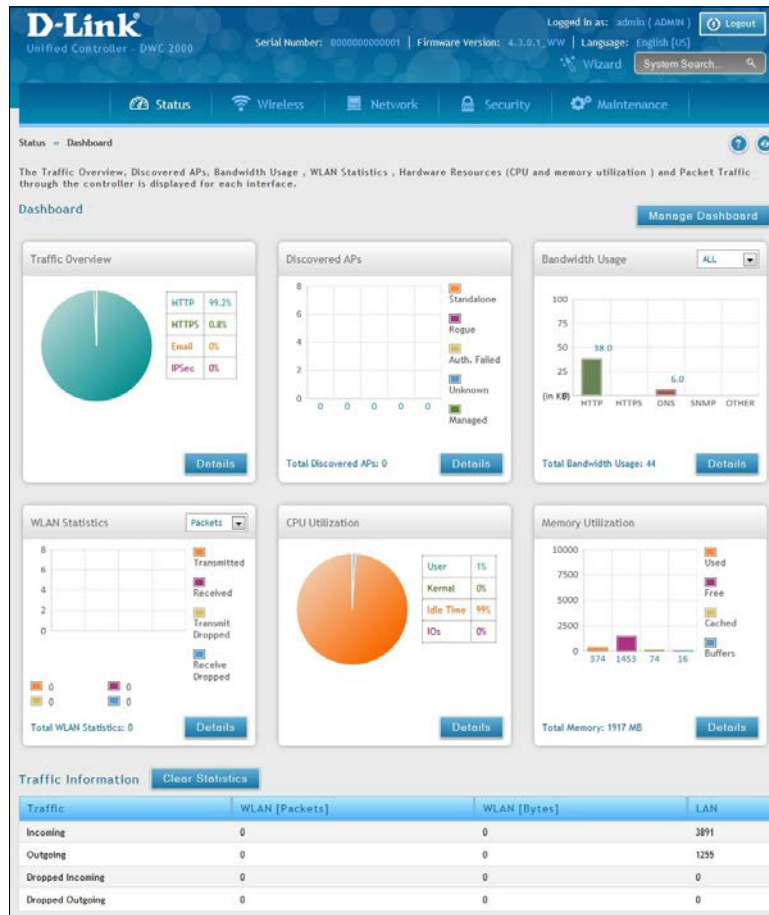 D-Link®
Unified Controller - DWC 2000
Logged in as: admin ( ADMIN )
Logout
Serial Number: 0000000000001 | Firmware Version: 4.3.0.1_WW | Language: English [US]
Wizard
System Search...
Status
Wireless
Network
Security
Maintenance
Status » Dashboard
?
The Traffic Overview, Discovered APs, Bandwidth Usage , WLAN Statistics , Hardware Resources (CPU and memory utilization ) and Packet Traffic
through the controller is displayed for each interface.
Dashboard
Manage Dashboard
Traffic Overview
HTTP 99.2%
HTTPS 0.8%
Email 0%
IPSec 0%
Details
Discovered APs
8
6
4
2
0
0 0 0 0 0
Standalone
Rogue
Auth. Failed
Unknown
Managed
Total Discovered APs: 0
Details
Bandwidth Usage
ALL
100
75
50
25
(in KB)
38.0
6.0
HTTP HTTPS DNS SNMP OTHER
Total Bandwidth Usage: 44
Details
WLAN Statistics
Packets
8
6
4
2
0
Transmitted
Received
Transmit
Dropped
Receive
Dropped
0 0
0 0
Total WLAN Statistics: 0
Details
CPU Utilization
User 1%
Kernal 0%
Idle Time 99%
IOs 0%
Details
Memory Utilization
10000
7500
5000
2500
0
374 1453 74 16
Used
Free
Cached
Buffers
Total Memory: 1917 MB
Details
Traffic Information
Clear Statistics
Traffic WLAN [Packets] WLAN [Bytes] LAN
Incoming 0 0 3891
Outgoing 0 0 1255
Dropped Incoming 0 0 0
Dropped Outgoing 0 0 0